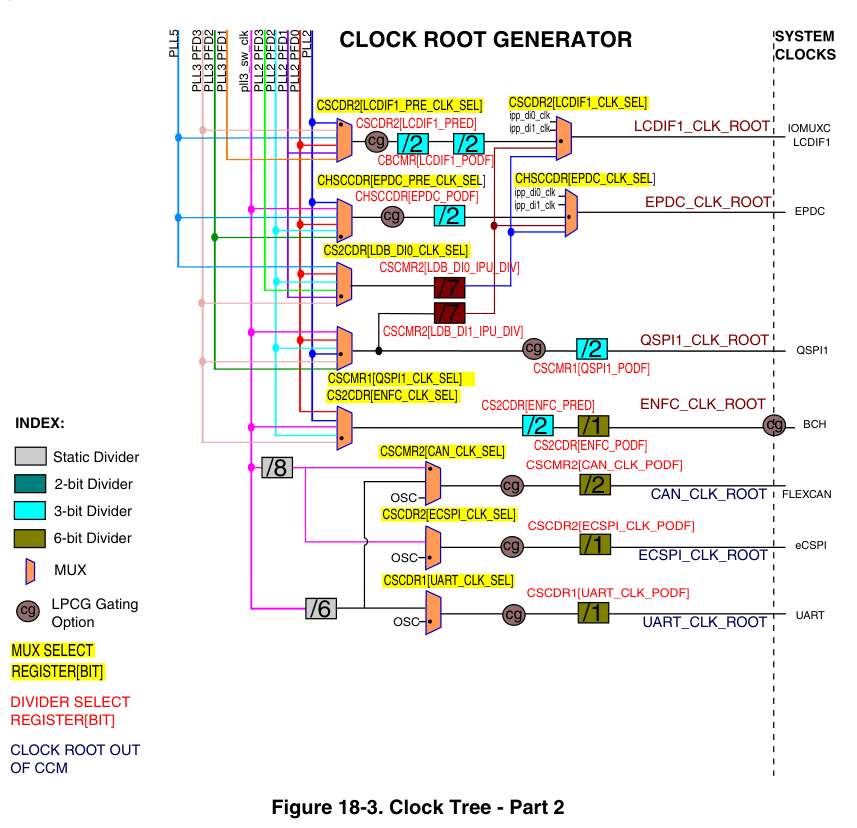 CLOCK ROOT GENERATOR
SYSTEM
CLOCKS
PLL5
PLL3 PFD3
PLL3 PFD2
PLL3 PFD1
pll3_sw_clk
PLL2 PFD3
PLL2 PFD2
PLL2 PFD1
PLL2 PFD0
PLL2
CSCDR2[LCDIF1_PRE_CLK_SEL]
CSCDR2[LCDIF1_CLK_SEL]
CSCDR2[LCDIF1_PRED]
ipp_di0_clk
ipp_di1_clk
LCDIF1_CLK_ROOT
IOMUXC
LCDIF1
cg
/2
/2
CBCMR[LCDIF1_PODF]
CHSCCDR[EPDC_PRE_CLK_SEL]
CHSCCDR[EPDC_CLK_SEL]
CHSCCDR[EPDC_PODF]
ipp_di0_clk
ipp_di1_clk
EPDC_CLK_ROOT
EPDC
cg
/2
CS2CDR[LDB_DI0_CLK_SEL]
CSCMR2[LDB_DI0_IPU_DIV]
/7
/7
CSCMR2[LDB_DI1_IPU_DIV]
QSPI1_CLK_ROOT
QSPI1
cg
/2
CSCMR1[QSPI1_PODF]
CSCMR1[QSPI1_CLK_SEL]
CS2CDR[ENFC_CLK_SEL]
CS2CDR[ENFC_PRED]
ENFC_CLK_ROOT
/2
/1
cg
BCH
CS2CDR[ENFC_PODF]
INDEX:
Static Divider
2-bit Divider
3-bit Divider
6-bit Divider
MUX
cg
LPCG Gating
Option
MUX SELECT
REGISTER[BIT]
DIVIDER SELECT
REGISTER[BIT]
CLOCK ROOT OUT
OF CCM
CSCMR2[CAN_CLK_SEL]
CSCMR2[CAN_CLK_PODF]
/8
OSC
cg
/2
CAN_CLK_ROOT
FLEXCAN
CSCDR2[ECSPI_CLK_SEL]
CSCDR2[ECSPI_CLK_PODF]
OSC
cg
/1
ECSPI_CLK_ROOT
eCSPI
CSCDR1[UART_CLK_SEL]
CSCDR1[UART_CLK_PODF]
/6
OSC
cg
/1
UART_CLK_ROOT
UART
Figure 18-3. Clock Tree - Part 2